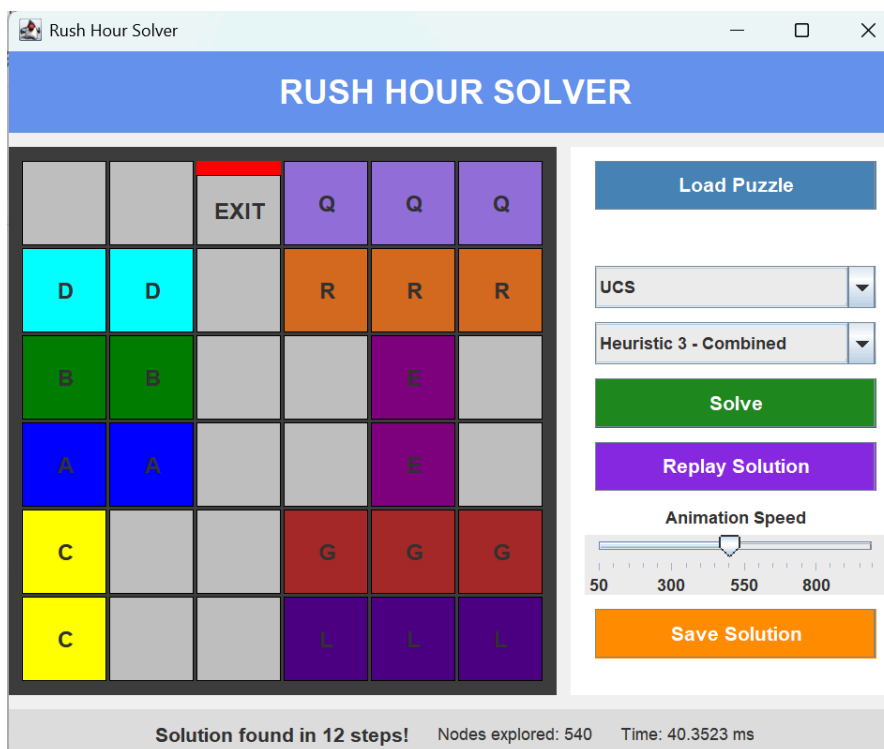 Rush Hour Solver
RUSH HOUR SOLVER
EXIT Q Q Q
D D R R R
B B E
A A E
C G G G
C L L L
Load Puzzle
UCS
Heuristic 3 - Combined
Solve
Replay Solution
Animation Speed
50 300 550 800
Save Solution
Solution found in 12 steps! Nodes explored: 540 Time: 40.3523 ms